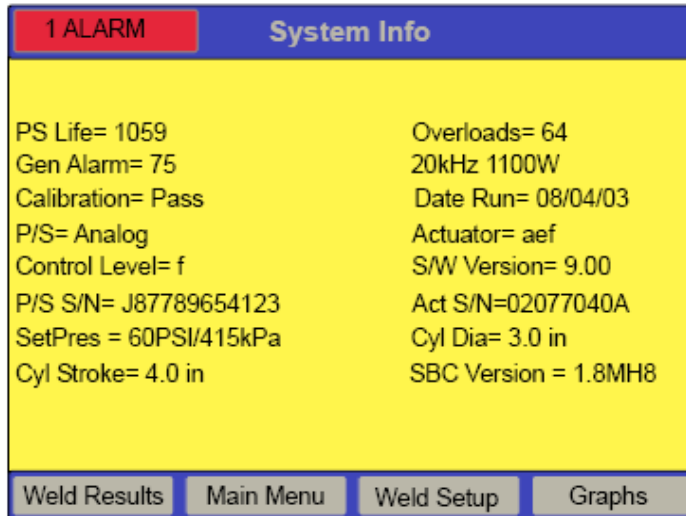 1 ALARM
System Info
PS Life= 1059
Overloads= 64
Gen Alarm= 75
20kHz 1100W
Calibration= Pass
Date Run= 08/04/03
P/S= Analog
Actuator= aef
Control Level= f
S/W Version= 9.00
P/S S/N= J87789654123
Act S/N=02077040A
SetPres = 60PSI/415kPa
Cyl Dia= 3.0 in
Cyl Stroke= 4.0 in
SBC Version = 1.8MH8
Weld Results
Main Menu
Weld Setup
Graphs